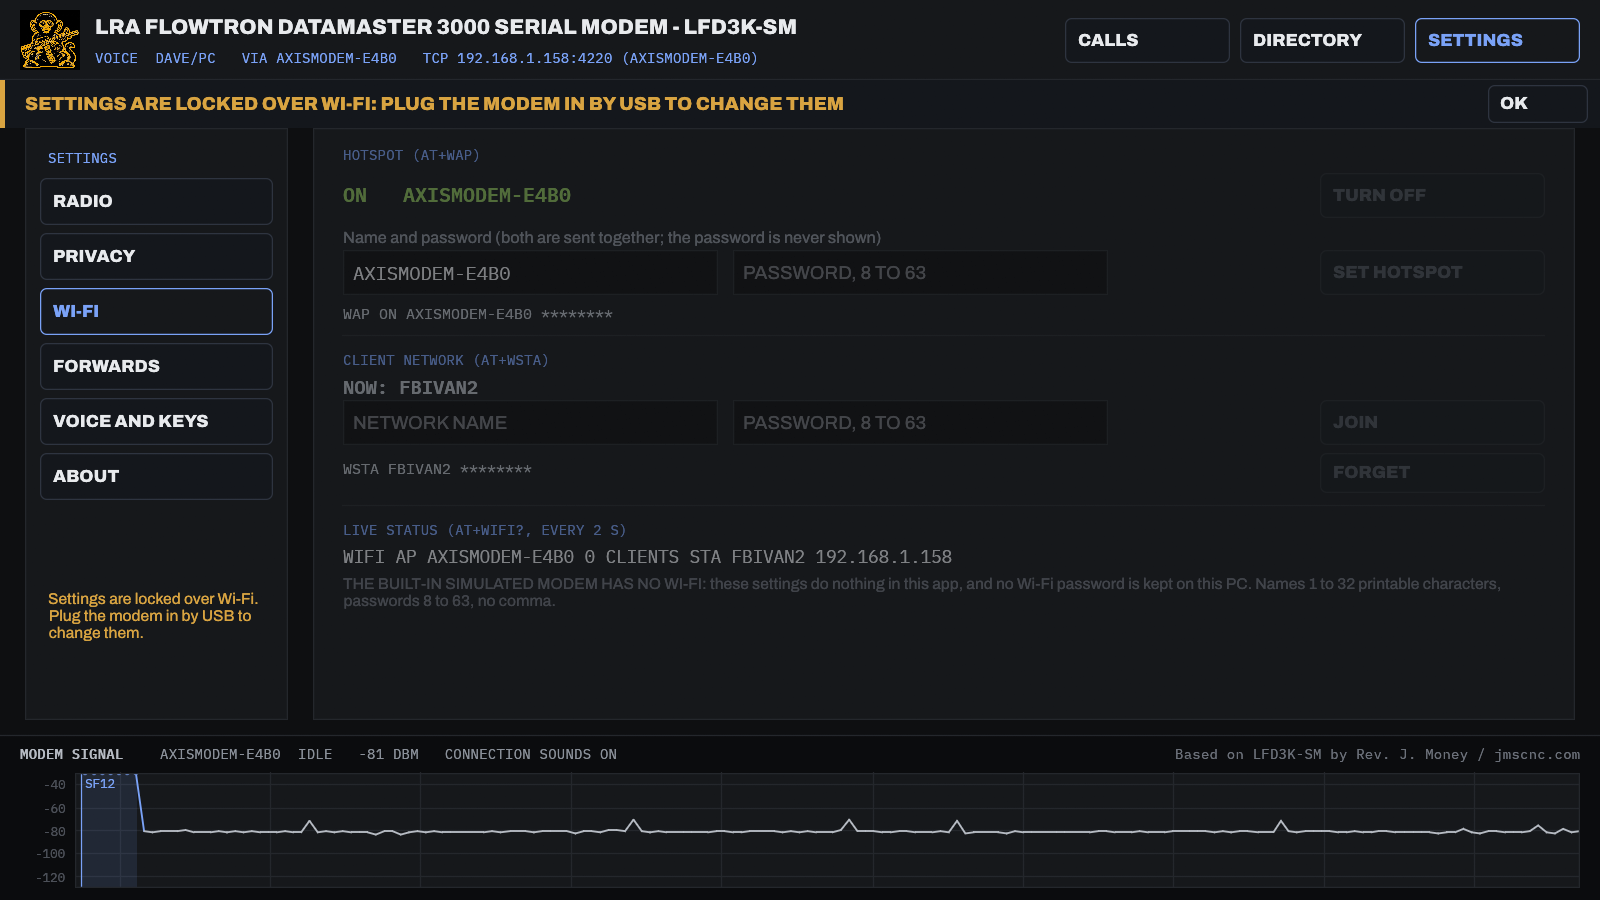 LRA FLOWTRON DATAMASTER 3000 SERIAL MODEM - LFD3K-SM
VOICE DAVE/PC VIA AXISMODEM-E4B0 TCP 192.168.1.158:4220 (AXISMODEM-E4B0)
CALLS
DIRECTORY
SETTINGS
SETTINGS ARE LOCKED OVER WI-FI: PLUG THE MODEM IN BY USB TO CHANGE THEM
OK
SETTINGS
RADIO
PRIVACY
WI-FI
FORWARDS
VOICE AND KEYS
ABOUT
Settings are locked over Wi-Fi.
Plug the modem in by USB to
change them.
HOTSPOT (AT+WAP)
ON AXISMODEM-E4B0
TURN OFF
Name and password (both are sent together; the password is never shown)
AXISMODEM-E4B0
PASSWORD, 8 TO 63
SET HOTSPOT
WAP ON AXISMODEM-E4B0 ********
CLIENT NETWORK (AT+WSTA)
NOW: FBIVAN2
NETWORK NAME
PASSWORD, 8 TO 63
JOIN
WSTA FBIVAN2 ********
FORGET
LIVE STATUS (AT+WIFI?, EVERY 2 S)
WIFI AP AXISMODEM-E4B0 0 CLIENTS STA FBIVAN2 192.168.1.158
THE BUILT-IN SIMULATED MODEM HAS NO WI-FI: these settings do nothing in this app, and no Wi-Fi password is kept on this PC. Names 1 to 32 printable characters,
passwords 8 to 63, no comma.
MODEM SIGNAL AXISMODEM-E4B0 IDLE -81 DBM CONNECTION SOUNDS ON
Based on LFD3K-SM by Rev. J. Money / jmscnc.com
SF12
-40
-60
-80
-100
-120